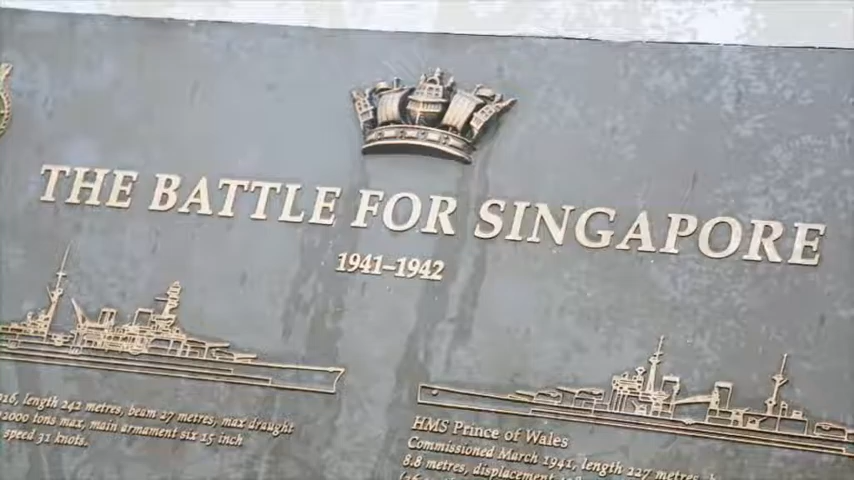 THE BATTLE FOR SINGAPORE
1941–1942
16, length 242 metres, beam 27 metres, max draught
2000 tons max, main armament six 15 inch
speed 31 knots.
HMS Prince of Wales
Commissioned March 1941, length 227 metres,
8.8 metres, displacement